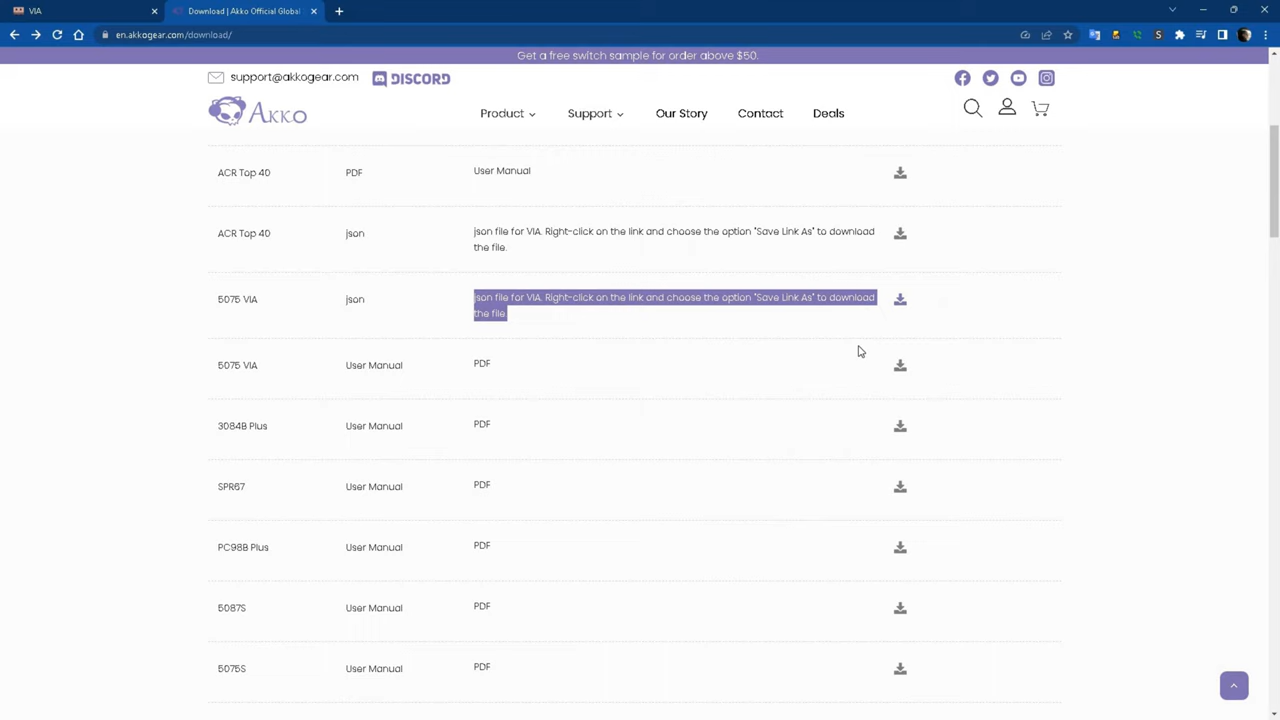 VIA
Download | Akko Official Global
en.akkogear.com/download/
Get a free switch sample for order above $50.
support@akkogear.com
DISCORD
AKKO
Product
Support
Our Story
Contact
Deals
ACR Top 40
PDF
User Manual
ACR Top 40
json
json file for VIA. Right-click on the link and choose the option "Save Link As" to download
the file.
5075 VIA
json
json file for VIA. Right-click on the link and choose the option "Save Link As" to download
the file.
5075 VIA
User Manual
PDF
3084B Plus
User Manual
PDF
SPR67
User Manual
PDF
PC98B Plus
User Manual
PDF
5087S
User Manual
PDF
5075S
User Manual
PDF